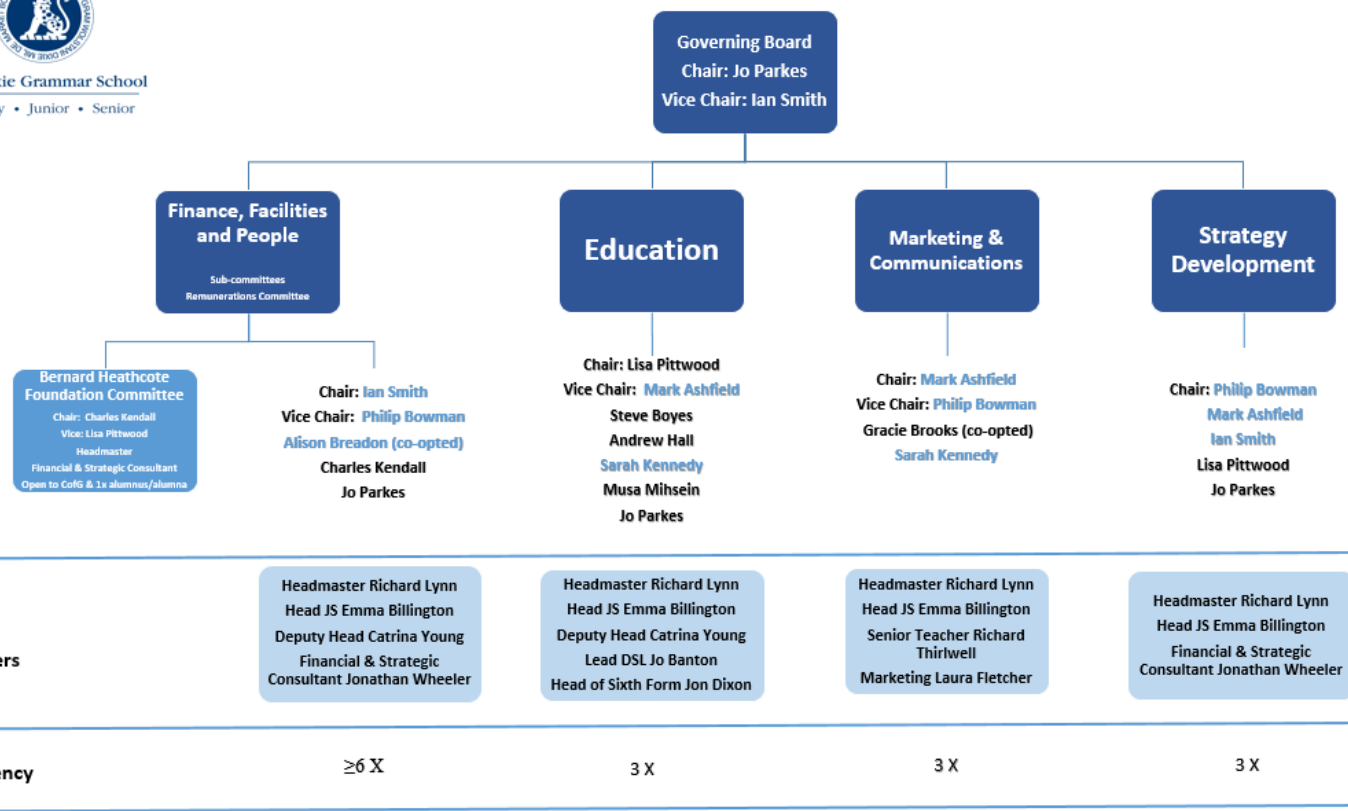 Grammar School
• Junior • Senior
Governing Board
Chair: Jo Parkes
Vice Chair: Ian Smith
Finance, Facilities
and People
Sub-committees
Remunerations Committee
Education
Marketing &
Communications
Strategy
Development
Bernard Heathcote
Foundation Committee
Chair: Charles Kendall
Vice: Lisa Pittwood
Headmaster
Financial & Strategic Consultant
Open to CofG & 1x alumnus/alumna
Chair: Ian Smith
Vice Chair: Philip Bowman
Alison Breadon (co-opted)
Charles Kendall
Jo Parkes
Chair: Lisa Pittwood
Vice Chair: Mark Ashfield
Steve Boyes
Andrew Hall
Sarah Kennedy
Musa Mihsein
Jo Parkes
Chair: Mark Ashfield
Vice Chair: Philip Bowman
Gracie Brooks (co-opted)
Sarah Kennedy
Chair: Philip Bowman
Mark Ashfield
Ian Smith
Lisa Pittwood
Jo Parkes
Headmaster Richard Lynn
Head JS Emma Billington
Deputy Head Catrina Young
Financial & Strategic
Consultant Jonathan Wheeler
Headmaster Richard Lynn
Head JS Emma Billington
Deputy Head Catrina Young
Lead DSL Jo Banton
Head of Sixth Form Jon Dixon
Headmaster Richard Lynn
Head JS Emma Billington
Senior Teacher Richard
Thirlwell
Marketing Laura Fletcher
Headmaster Richard Lynn
Head JS Emma Billington
Financial & Strategic
Consultant Jonathan Wheeler
≥6 X
3 X
3 X
3 X